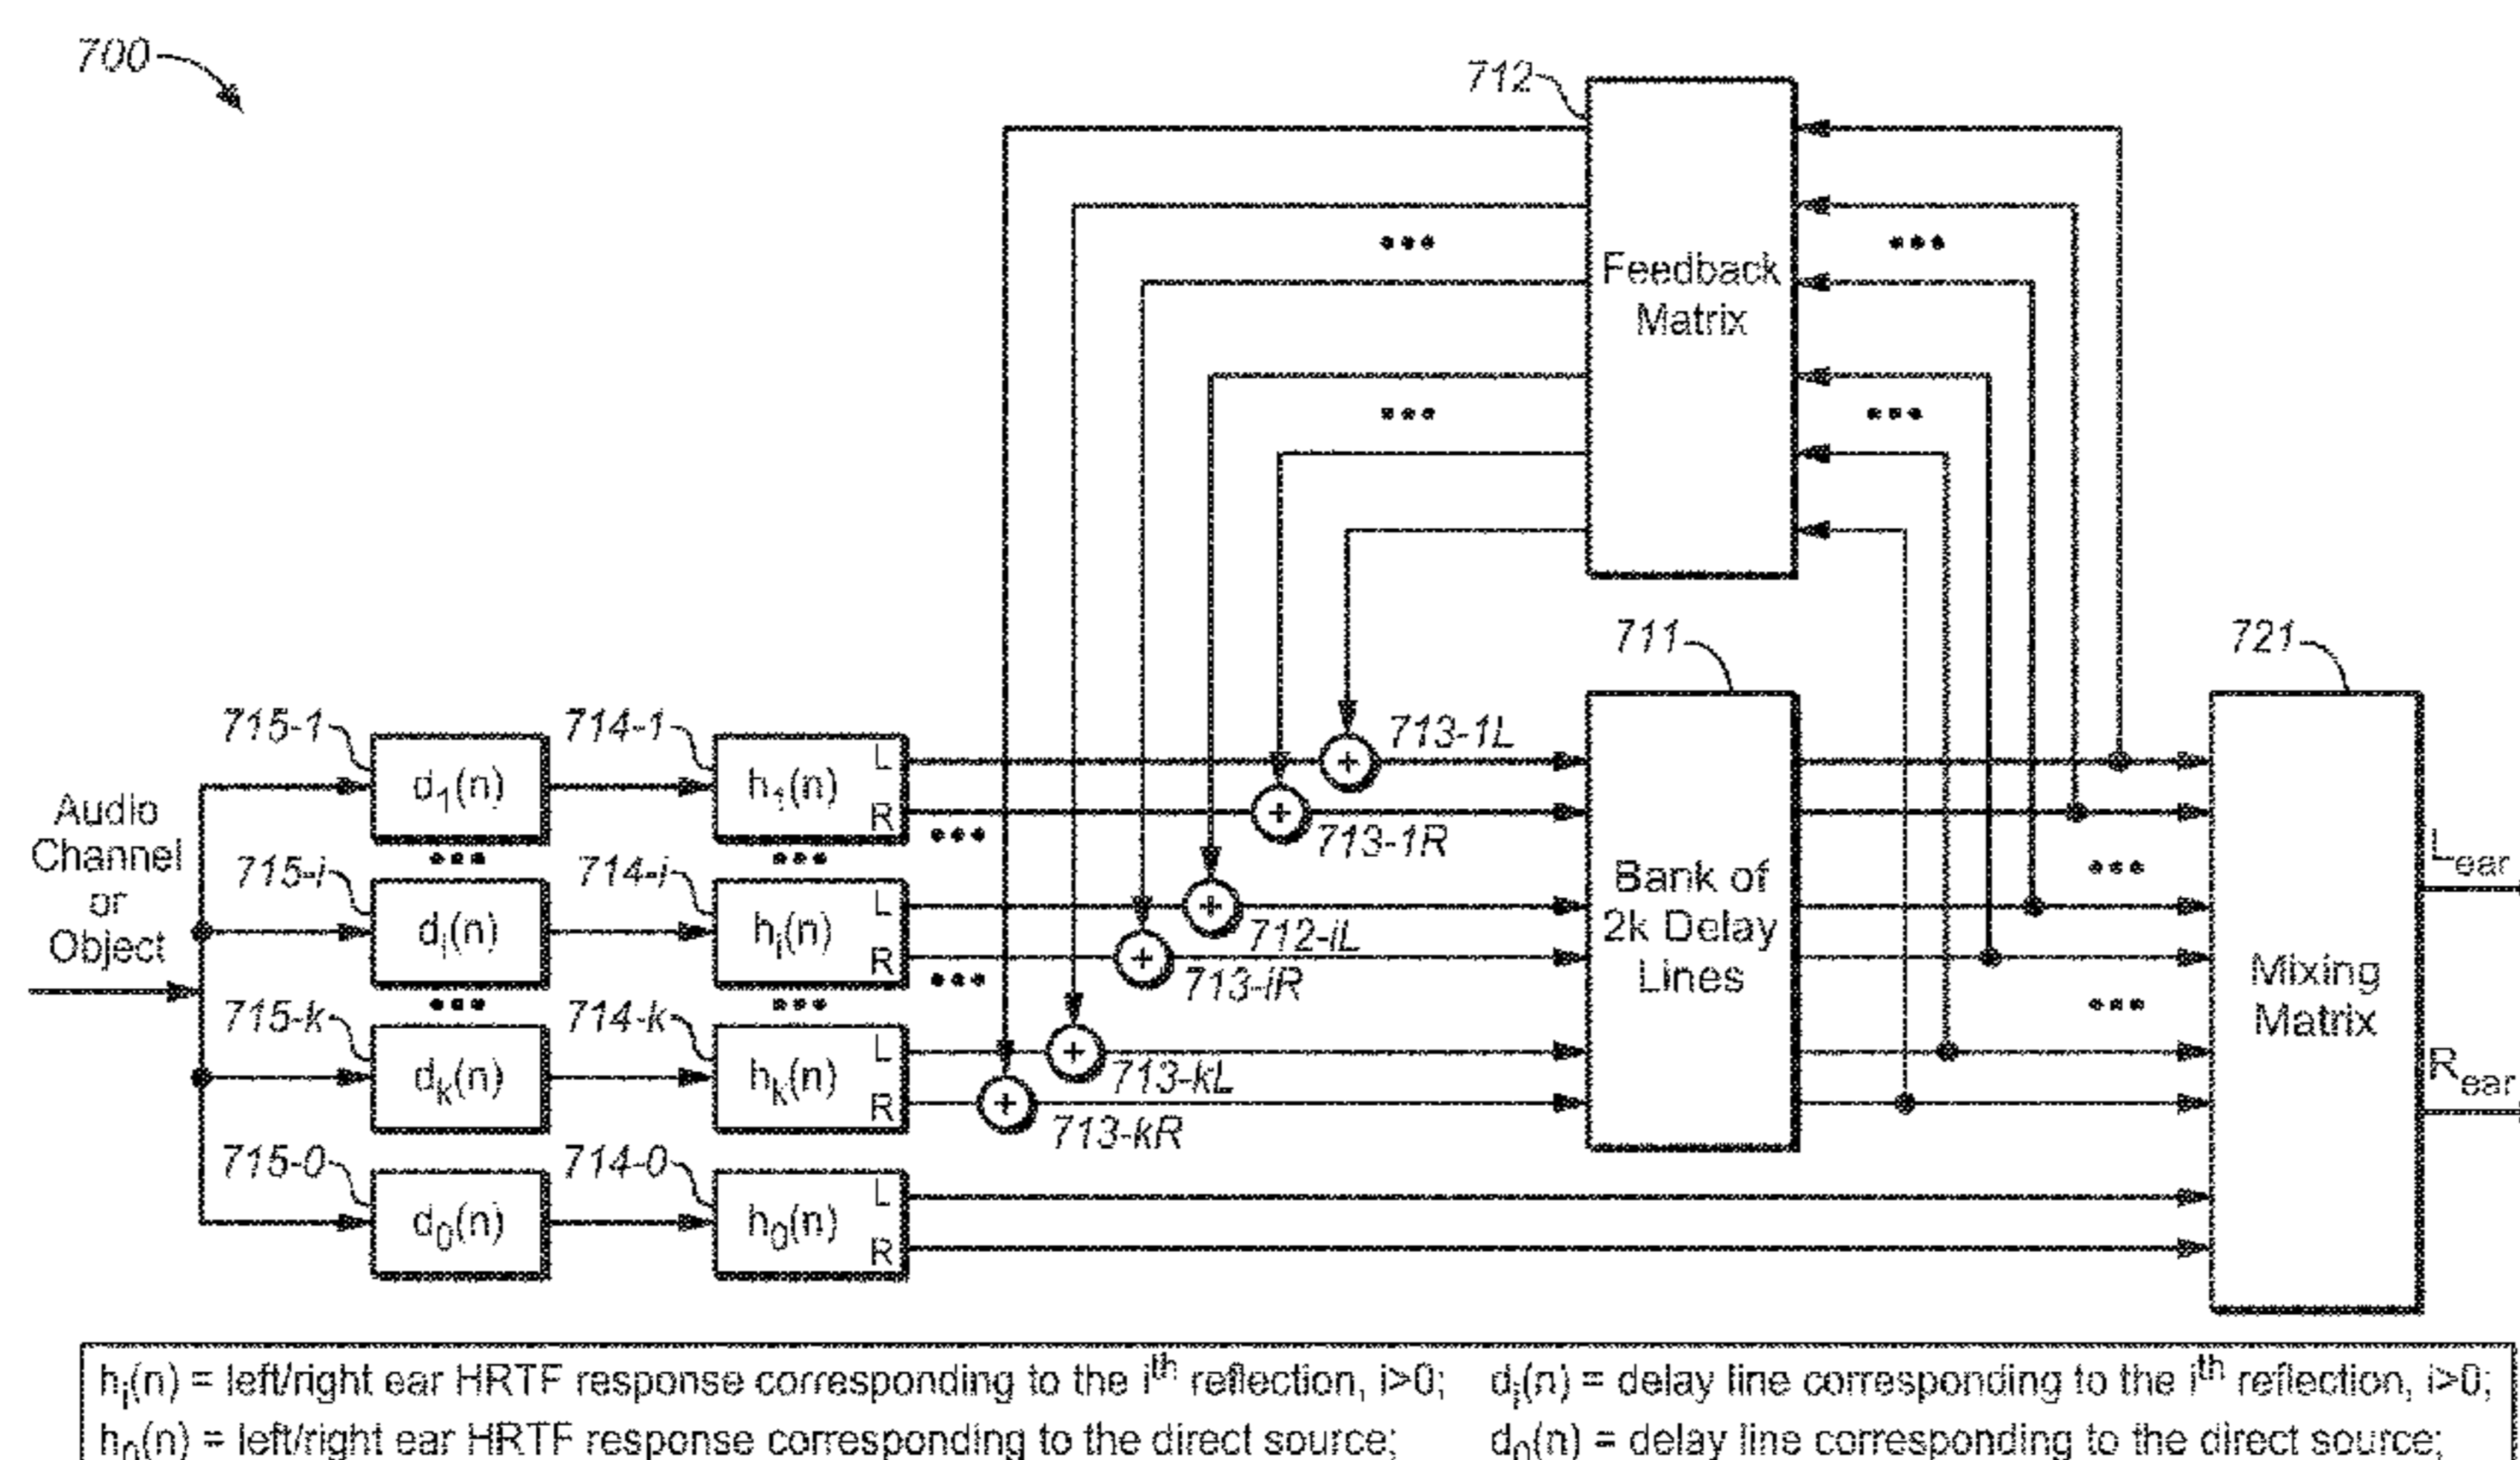 700
712
Feedback
Matrix
711
721
715-1
714-1
d1(n)
h1(n)
L
R
713-1L
713-1R
Audio
Channel
or
Object
715-i
714-i
di(n)
hi(n)
L
R
712-iL
713-iR
Bank of
2k Delay
Lines
Lear
Mixing
Matrix
715-k
714-k
dk(n)
hk(n)
L
R
713-kL
713-kR
Rear
715-0
714-0
d0(n)
h0(n)
L
R
hi(n) = left/right ear HRTF response corresponding to the ith reflection, i>0; di(n) = delay line corresponding to the ith reflection, i>0;
h0(n) = left/right ear HRTF response corresponding to the direct source; d0(n) = delay line corresponding to the direct source;